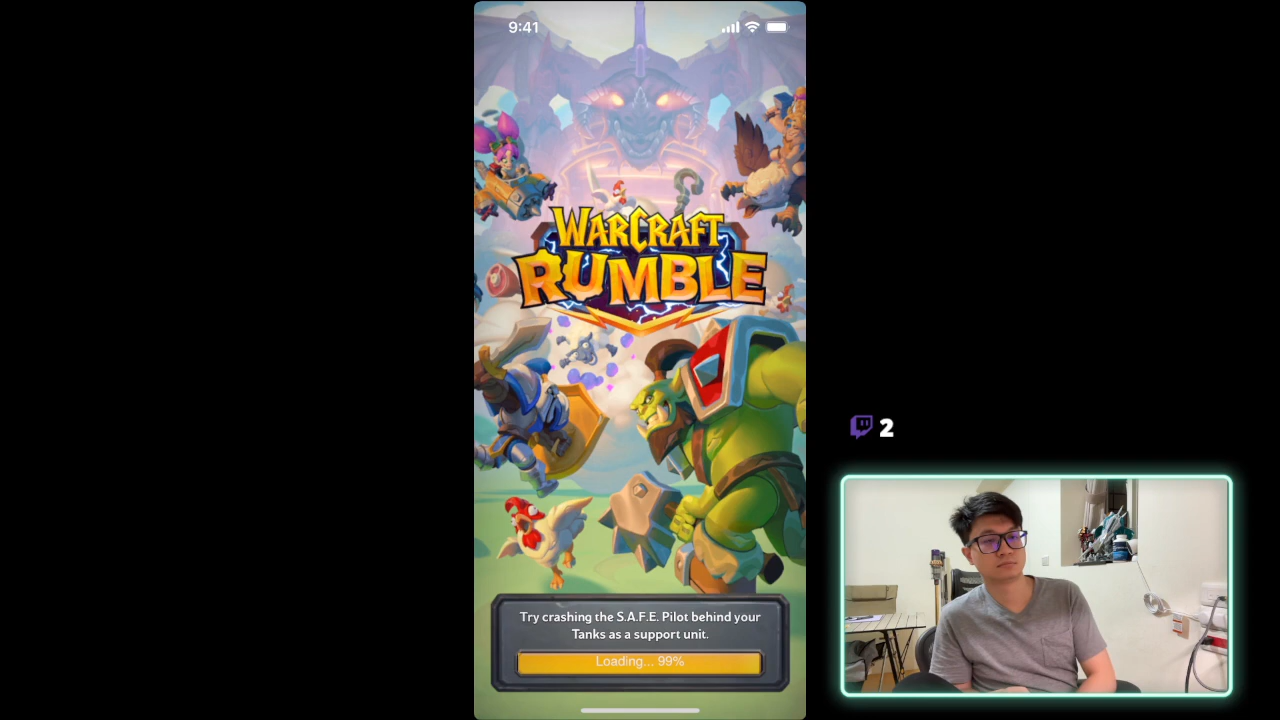 9:41
WARCRAFT
RUMBLE
2
Try crashing the S.A.F.E. Pilot behind your
Tanks as a support unit.
Loading... 99%